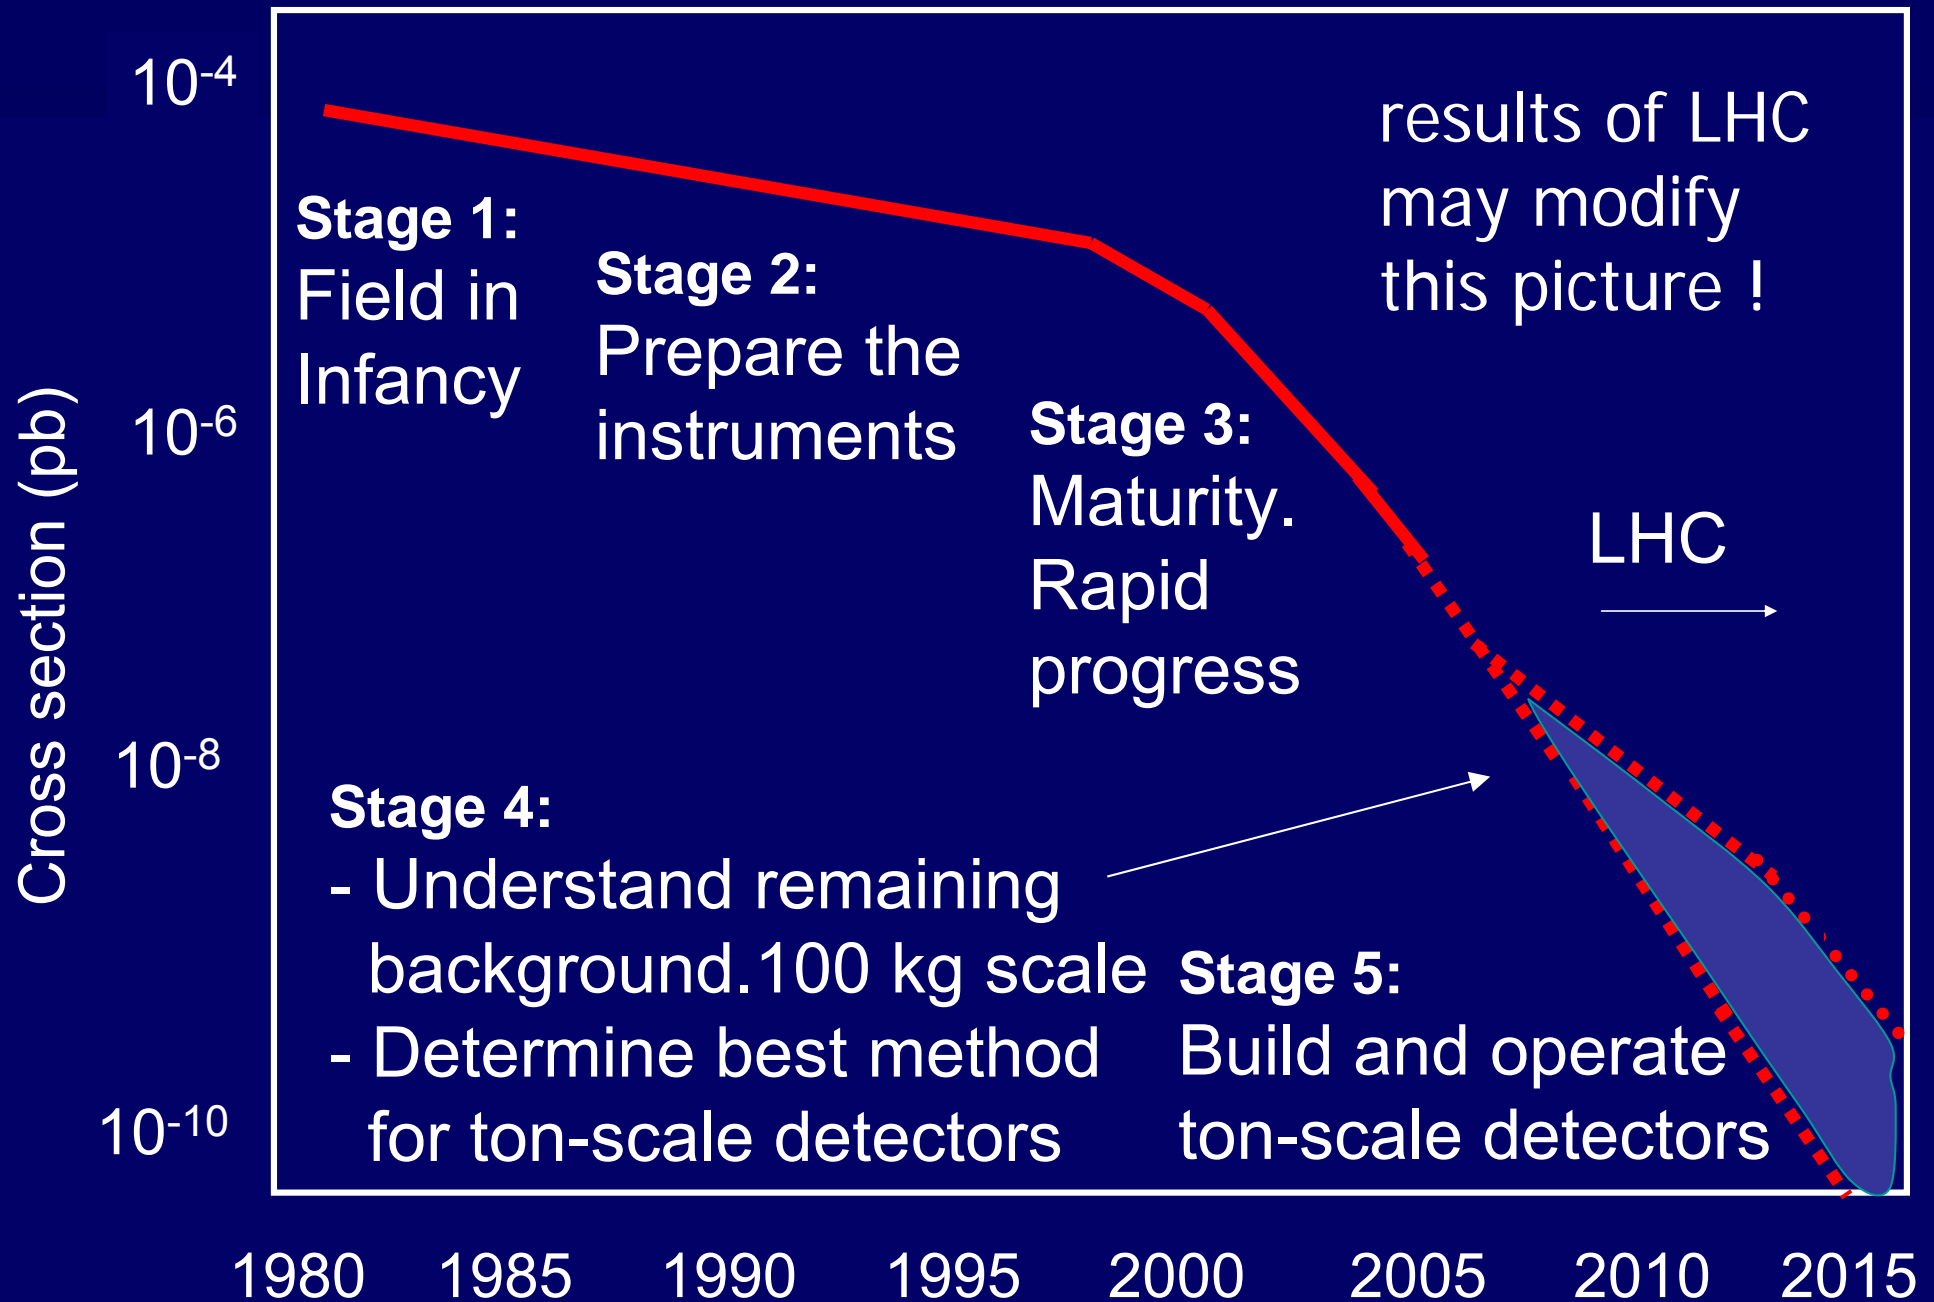 10-4
10-6
10-8
10-10
Cross section (pb)
results of LHC
may modify
this picture !
Stage 1:
Field in
Infancy
Stage 2:
Prepare the
instruments
Stage 3:
Maturity.
Rapid
progress
LHC
Stage 4:
- Understand remaining
background.100 kg scale
- Determine best method
for ton-scale detectors
Stage 5:
Build and operate
ton-scale detectors
1980 1985 1990 1995 2000 2005 2010 2015